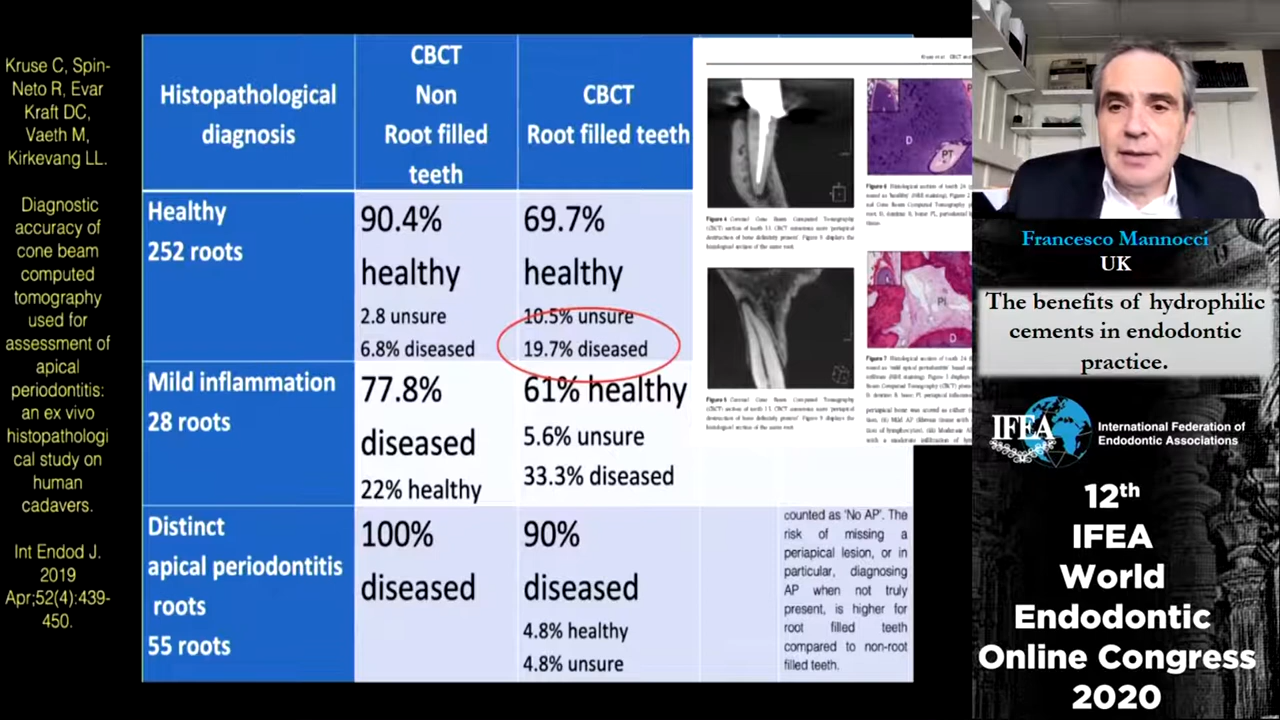 Kruse C, Spin-
Neto R, Evar
Kraft DC,
Vaeth M,
Kirkevang LL.
Diagnostic
accuracy of
cone beam
computed
tomography
used for
assessment of
apical
periodontitis:
an ex vivo
histopathologi
cal study on
human
cadavers.
Int Endod J.
2019
Apr;52(4):439-
450.
Histopathological
diagnosis
CBCT
Non
Root filled
teeth
CBCT
Root filled teeth
Healthy
252 roots
90.4%
healthy
2.8 unsure
6.8% diseased
69.7%
healthy
10.5% unsure
19.7% diseased
Mild inflammation
28 roots
77.8%
diseased
22% healthy
61% healthy
5.6% unsure
33.3% diseased
Distinct
apical periodontitis
roots
55 roots
100%
diseased
90%
diseased
4.8% healthy
4.8% unsure
D
PT
PI
D
counted as 'No AP'. The
risk of missing a
periapical lesion, or in
particular, diagnosing
AP when not truly
present, is higher for
root filled teeth
compared to non-root
filled teeth.
Francesco Mannocci
UK
The benefits of hydrophilic
cements in endodontic
practice.
IFEA
International Federation of
Endodontic Associations
12th
IFEA
World
Endodontic
Online Congress
2020